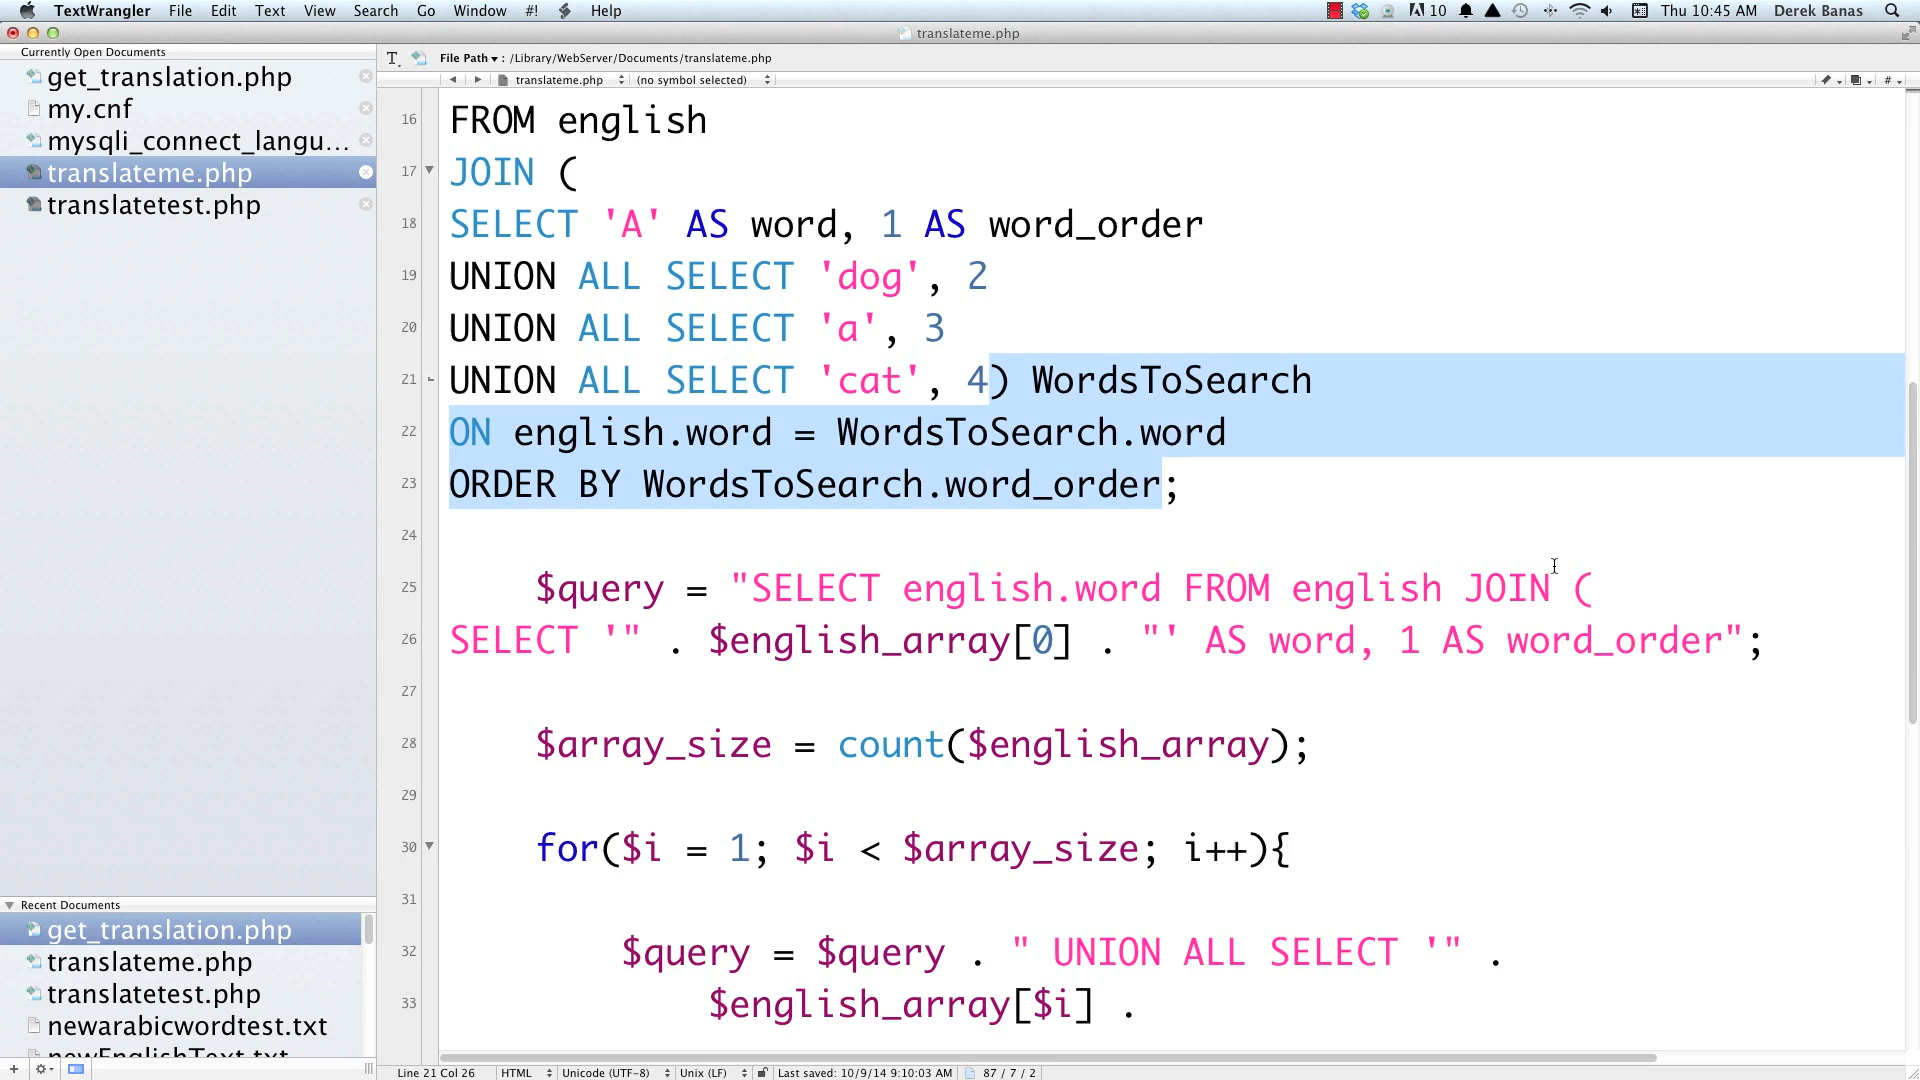 TextWrangler File Edit Text View Search Go Window #! Help 10 Thu 10:45 AM Derek Banas
translateme.php
Currently Open Documents
get_translation.php
my.cnf
mysqli_connect_langu...
translateme.php
translatetest.php
File Path ▾ : /Library/WebServer/Documents/translateme.php
translateme.php (no symbol selected) #
16 FROM english
17 JOIN (
18 SELECT 'A' AS word, 1 AS word_order
19 UNION ALL SELECT 'dog', 2
20 UNION ALL SELECT 'a', 3
21 UNION ALL SELECT 'cat', 4) WordsToSearch
22 ON english.word = WordsToSearch.word
23 ORDER BY WordsToSearch.word_order;
24
25 $query = "SELECT english.word FROM english JOIN (
26 SELECT '" . $english_array[0] . "' AS word, 1 AS word_order";
27
28 $array_size = count($english_array);
29
30 for($i = 1; $i < $array_size; i++){
31
32 $query = $query . " UNION ALL SELECT '" .
33 $english_array[$i] .
Recent Documents
get_translation.php
translateme.php
translatetest.php
newarabicwordtest.txt
newEnglishText.txt
Line 21 Col 26 HTML Unicode (UTF-8) Unix (LF) Last saved: 10/9/14 9:10:03 AM 87 / 7 / 2